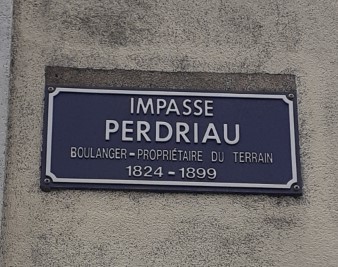 IMPASSE
PERDRIAU
BOULANGER-PROPRIÉTAIRE DU TERRAIN
1824-1899